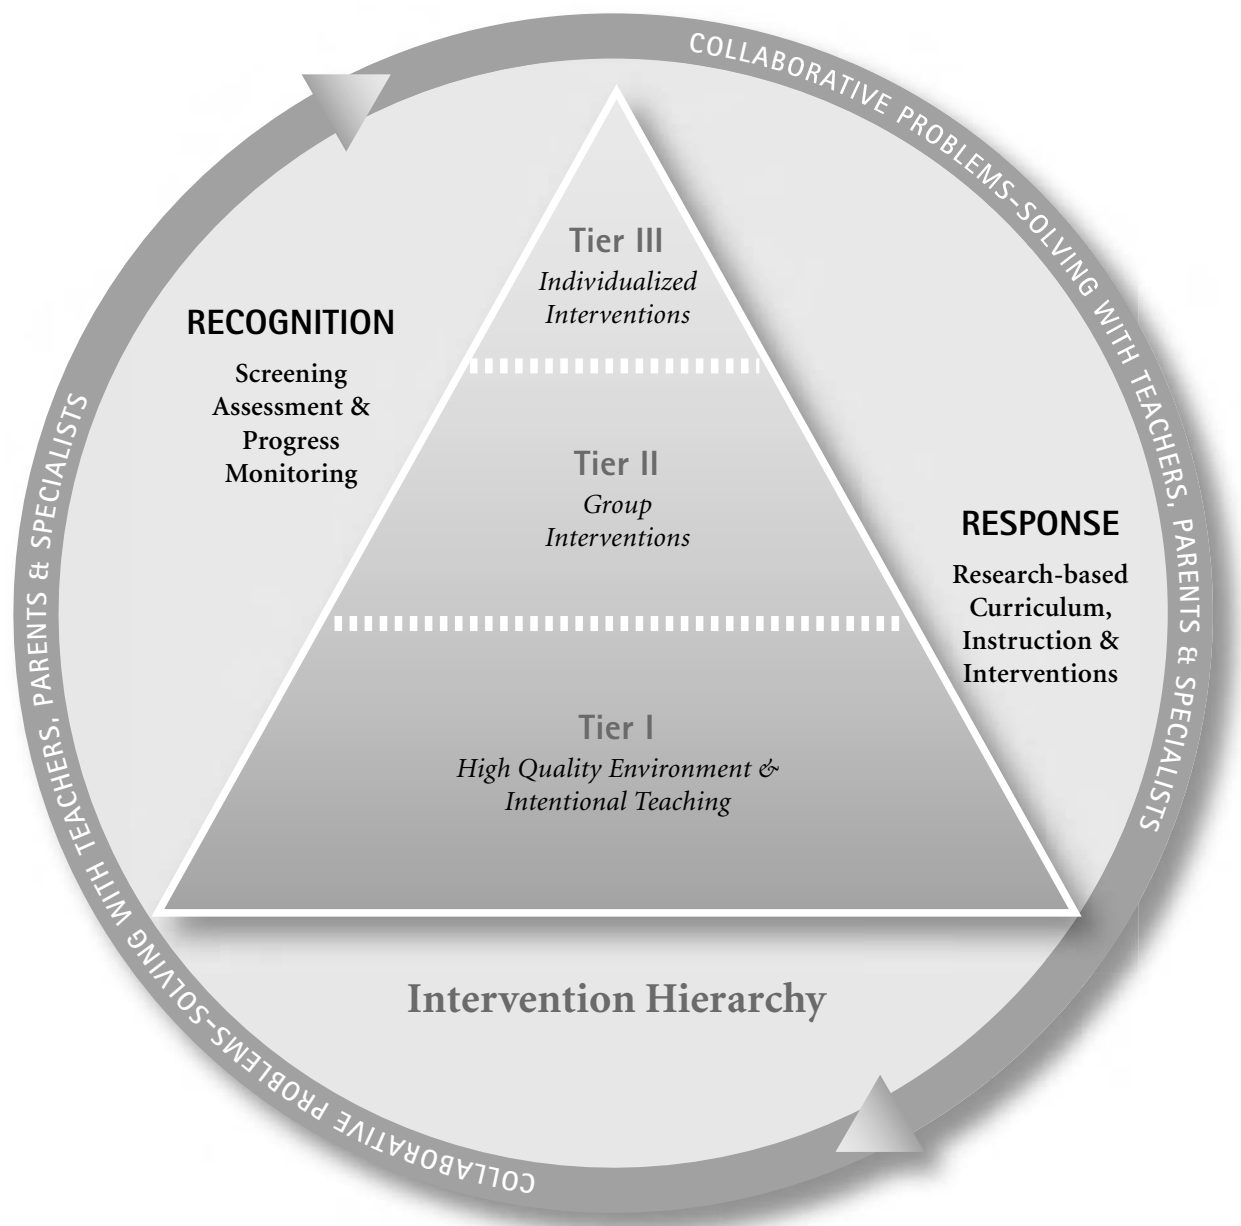 COLLABORATIVE PROBLEMS-SOLVING WITH TEACHERS, PARENTS & SPECIALISTS
Tier III
Individualized
Interventions
RECOGNITION
Screening
Assessment &
Progress
Monitoring
Tier II
Group
Interventions
RESPONSE
Research-based
Curriculum,
Instruction &
Interventions
Tier I
High Quality Environment &
Intentional Teaching
Intervention Hierarchy
COLLABORATIVE PROBLEMS-SOLVING WITH TEACHERS, PARENTS & SPECIALISTS